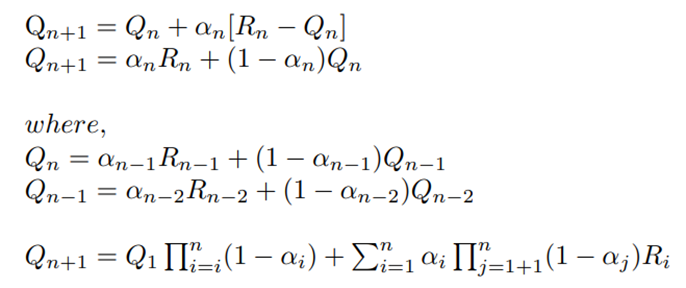 Qₙ₊₁ = Qₙ + αₙ[Rₙ − Qₙ]
Qₙ₊₁ = αₙRₙ + (1 − αₙ)Qₙ
where,
Qₙ = αₙ₋₁Rₙ₋₁ + (1 − αₙ₋₁)Qₙ₋₁
Qₙ₋₁ = αₙ₋₂Rₙ₋₂ + (1 − αₙ₋₂)Qₙ₋₂
Qₙ₊₁ = Q₁ ∏ⁿᵢ₌ᵢ(1 − αᵢ) + ∑ⁿᵢ₌₁ αᵢ ∏ⁿⱼ₌₁₊₁(1 − αⱼ)Rᵢ